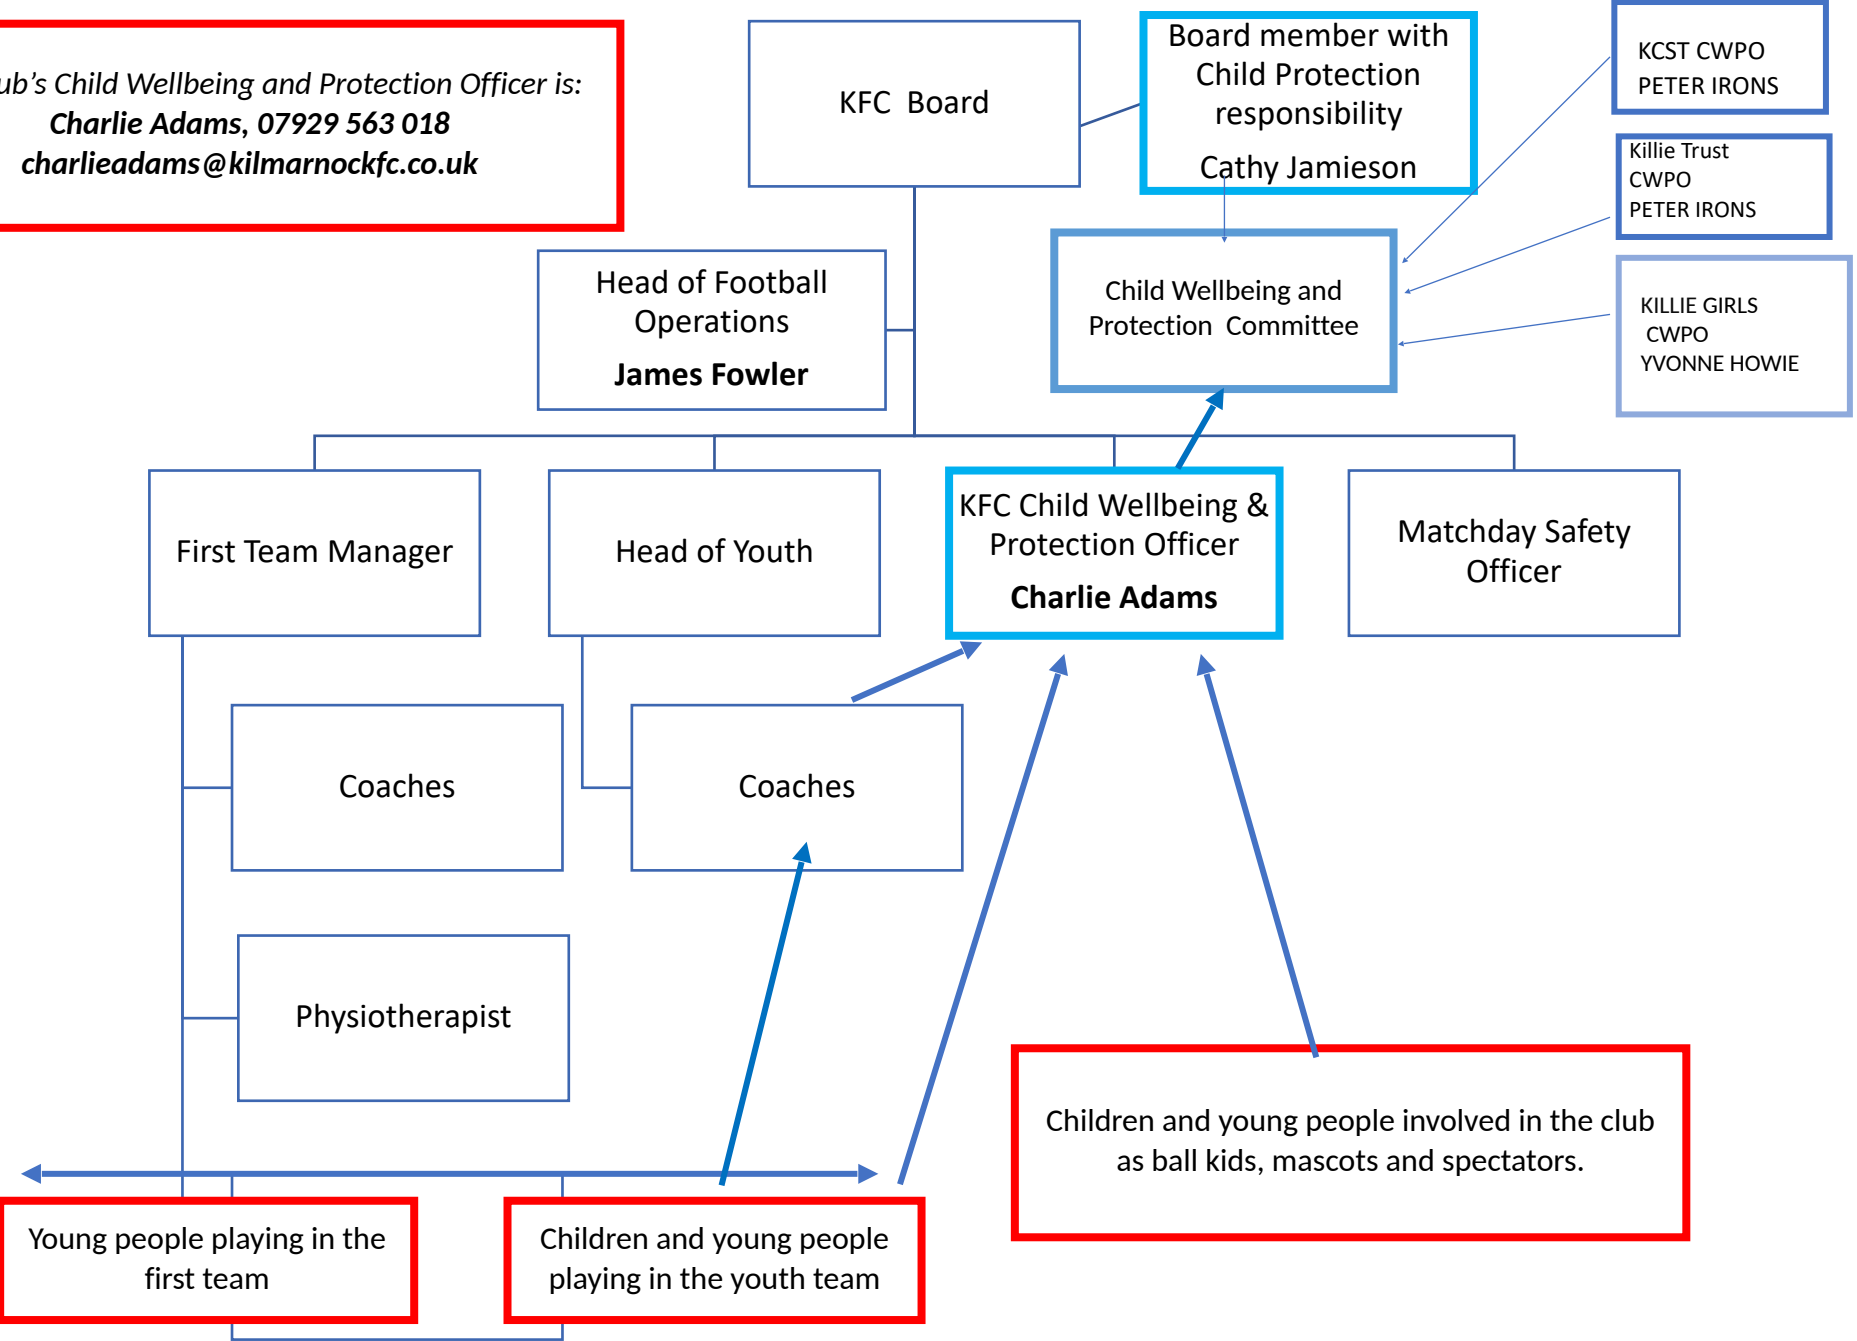 ub's Child Wellbeing and Protection Officer is:
Charlie Adams, 07929 563 018
charlieadams@kilmarnockfc.co.uk
KFC Board
Board member with
Child Protection
responsibility
Cathy Jamieson
KCST CWPO
PETER IRONS
Killie Trust
CWPO
PETER IRONS
KILLIE GIRLS
CWPO
YVONNE HOWIE
Head of Football
Operations
James Fowler
Child Wellbeing and
Protection Committee
First Team Manager
Head of Youth
KFC Child Wellbeing &
Protection Officer
Charlie Adams
Matchday Safety
Officer
Coaches
Coaches
Physiotherapist
Children and young people involved in the club
as ball kids, mascots and spectators.
Young people playing in the
first team
Children and young people
playing in the youth team